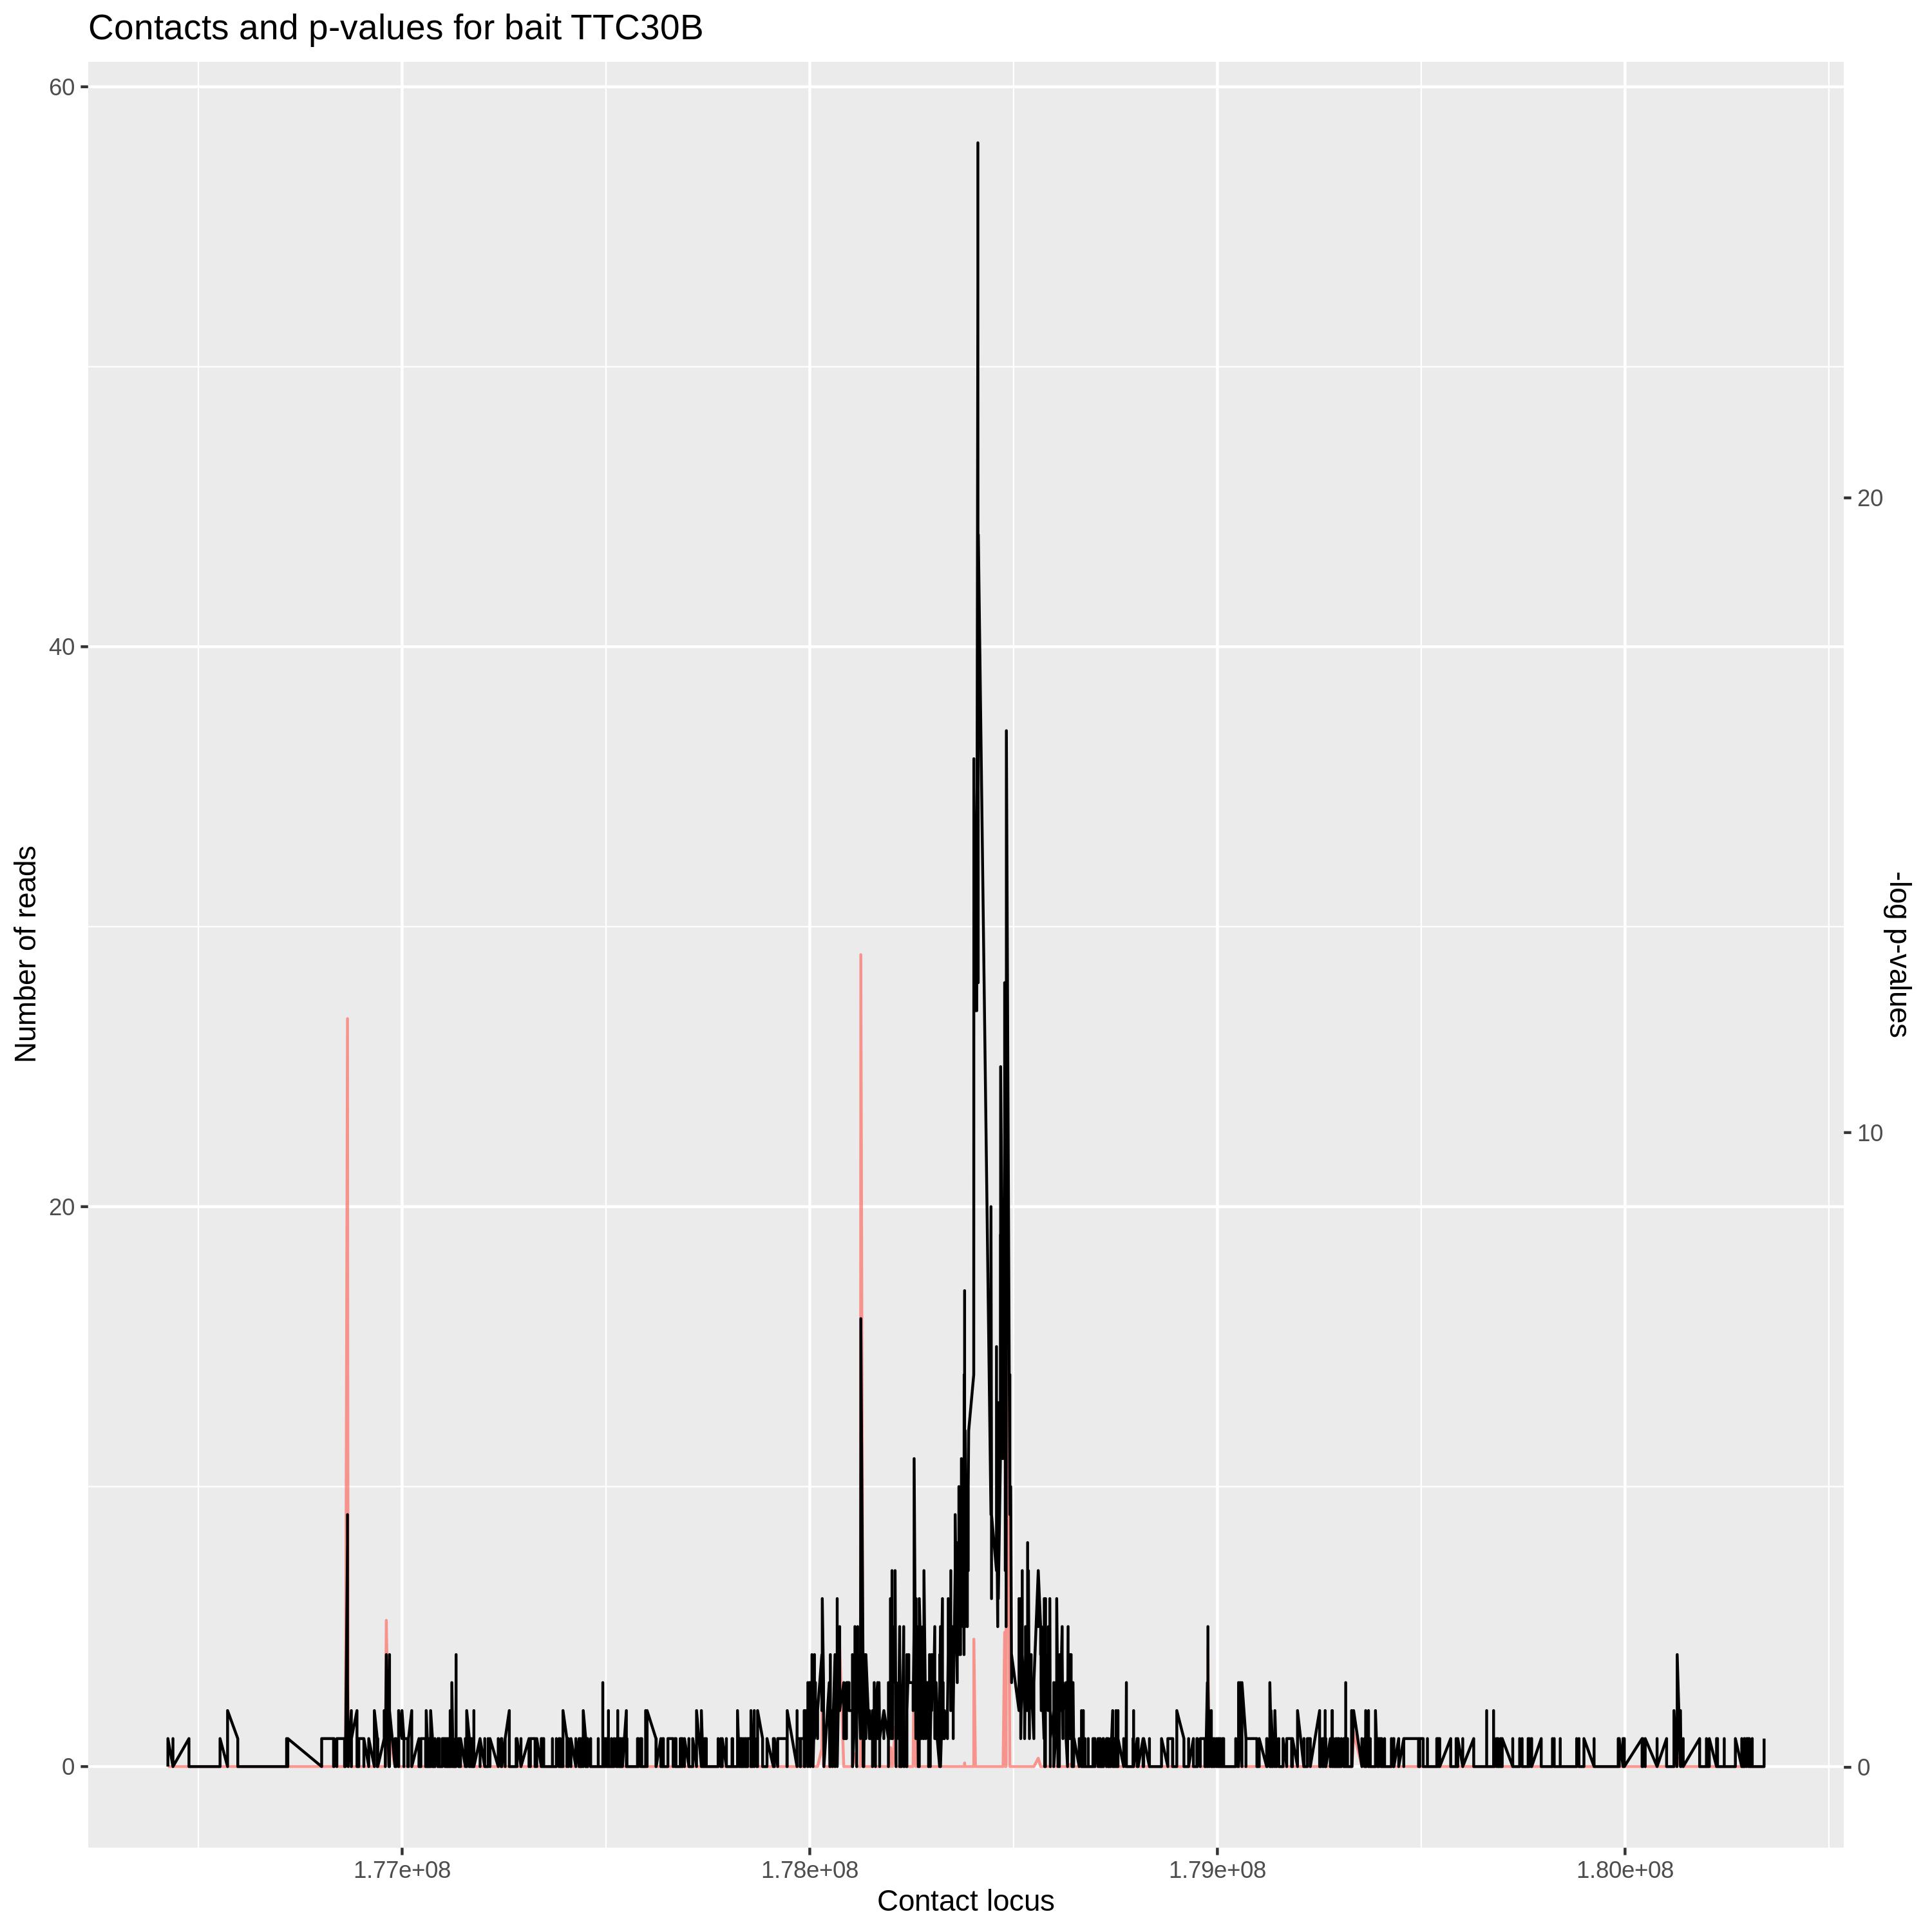 Contacts and p-values for bait TTC30B
60
40
20
0
Number of reads
20
10
0
-log p-values
1.77e+08
1.78e+08
1.79e+08
1.80e+08
Contact locus